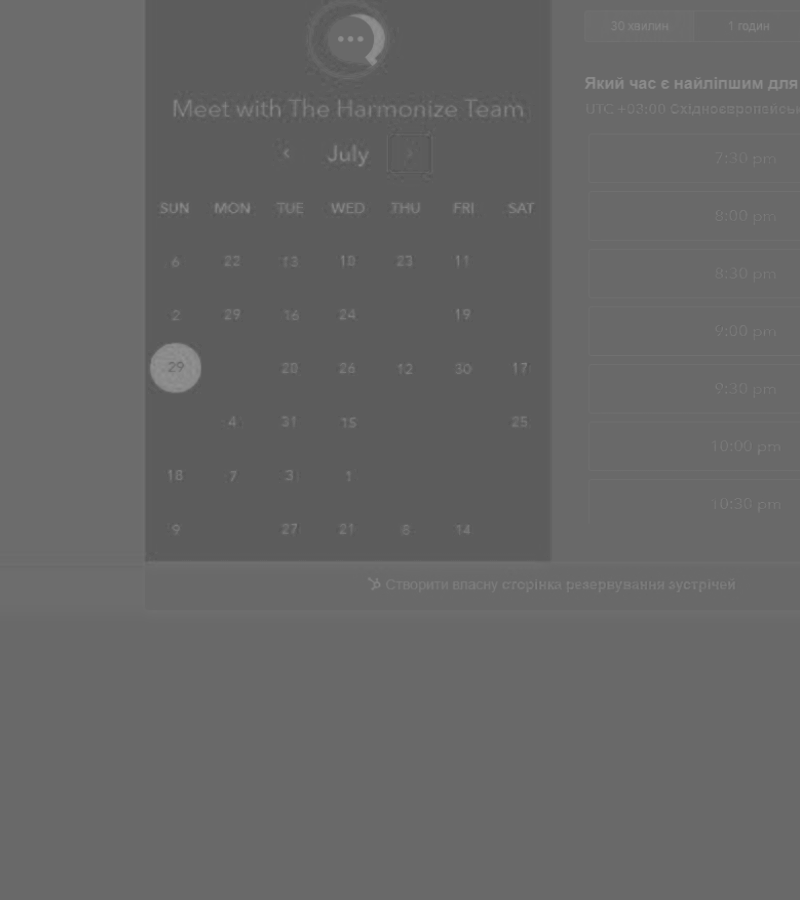 Meet with The Harmonize Team
July
SUN MON TUE WED THU FRI SAT
6 22 13 10 23 11
2 29 16 24 19
29 20 26 12 30 17
4 31 15 25
18 7 3 1
9 27 21 8 14
30 хвилин 1 годин
Який час є найліпшим для
UTC +03:00 Східноєвропейськ
7:30 pm
8:00 pm
8:30 pm
9:00 pm
9:30 pm
10:00 pm
10:30 pm
Створити власну сторінка резервування зустрічей